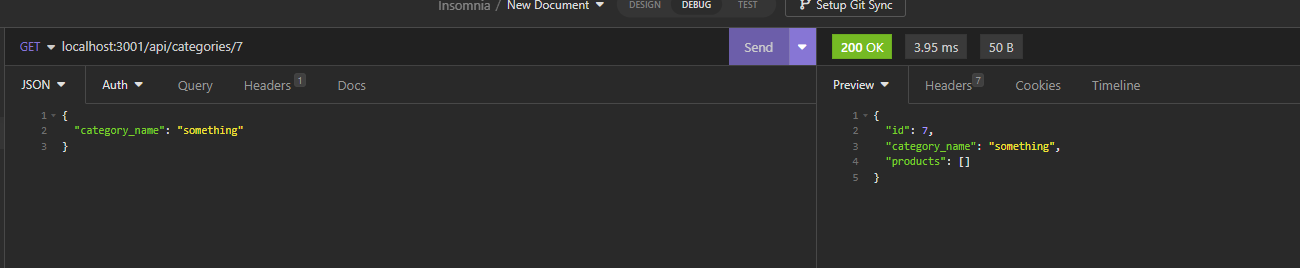 Insomnia / New Document DESIGN DEBUG TEST Setup Git Sync
GET localhost:3001/api/categories/7 Send 200 OK 3.95 ms 50 B
JSON Auth Query Headers 1 Docs Preview Headers 7 Cookies Timeline
1 {
2 "category_name": "something"
3 }
1 {
2 "id": 7,
3 "category_name": "something",
4 "products": []
5 }